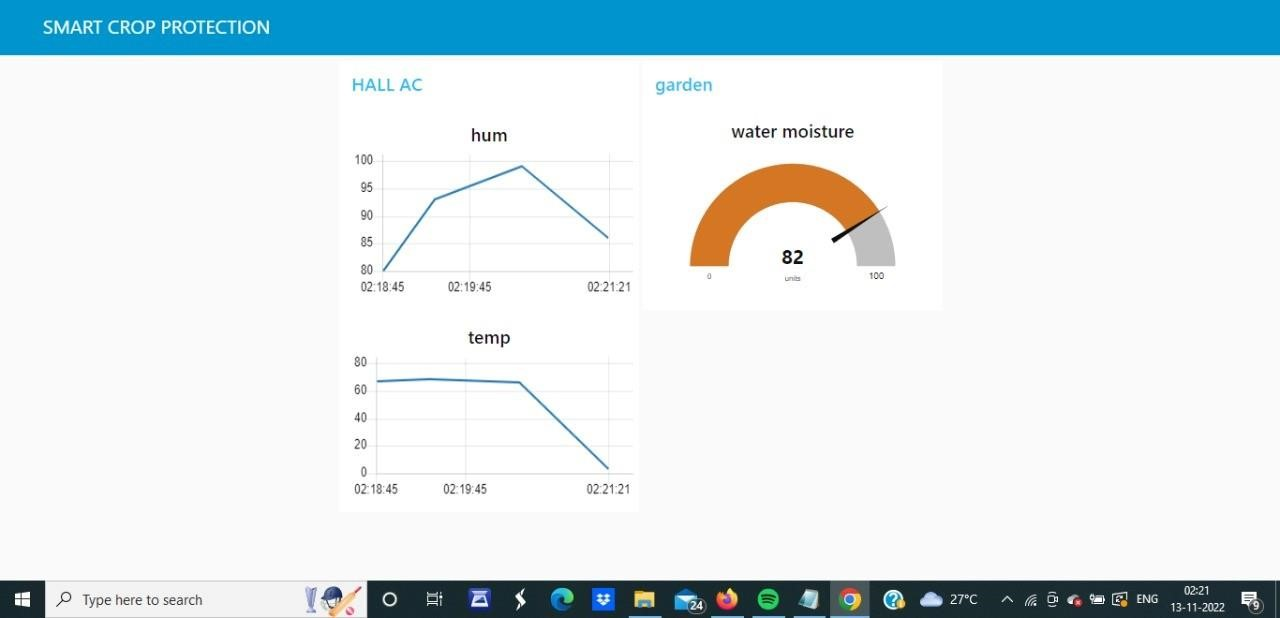 SMART CROP PROTECTION
HALL AC
hum
100
95
90
85
80
02:18:45 02:19:45 02:21:21
temp
80
60
40
20
0
02:18:45 02:19:45 02:21:21
garden
water moisture
82
units
0 100
Type here to search
24
27°C
ENG
02:21
13-11-2022
9